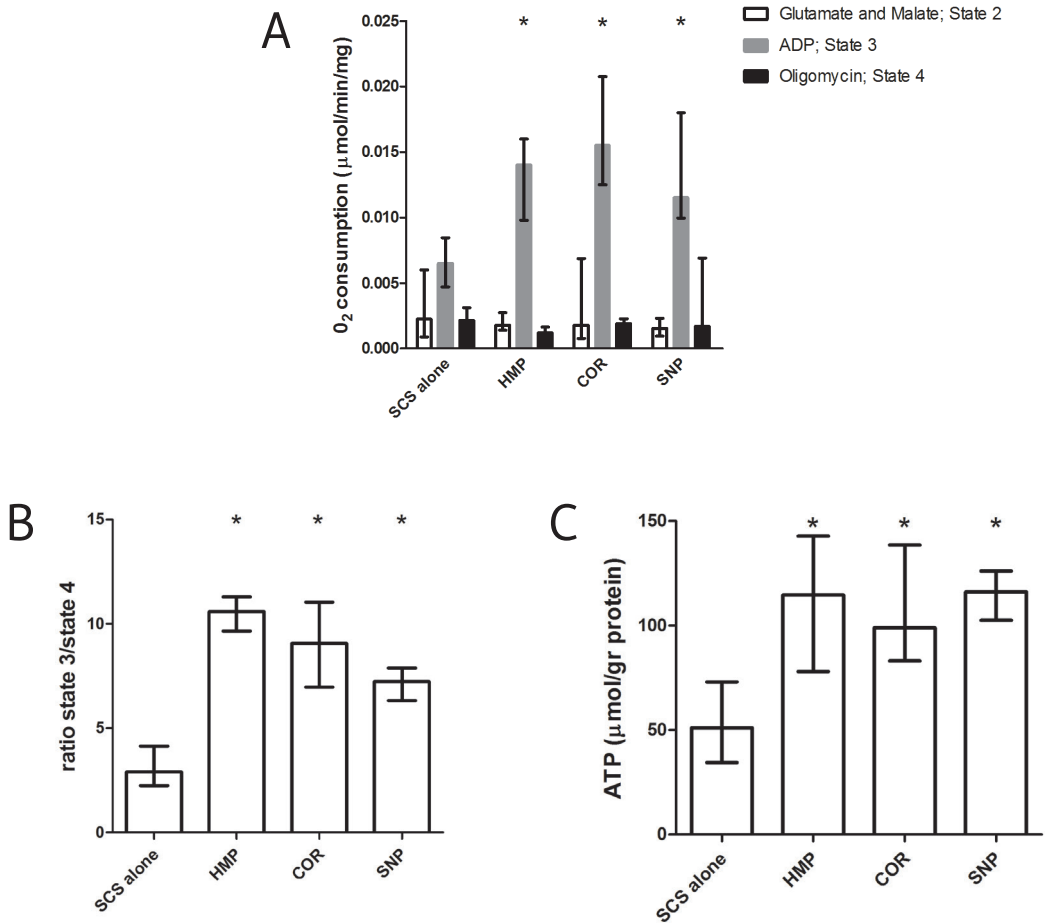 A
0.025
0.020
0.015
0.010
0.005
0.000
0₂ consumption (µmol/min/mg)
* * *
SCS alone
HMP
COR
SNP
Glutamate and Malate; State 2
ADP; State 3
Oligomycin; State 4
B
15
10
5
0
ratio state 3/state 4
* * *
SCS alone
HMP
COR
SNP
C
150
100
50
0
ATP (µmol/gr protein)
* * *
SCS alone
HMP
COR
SNP